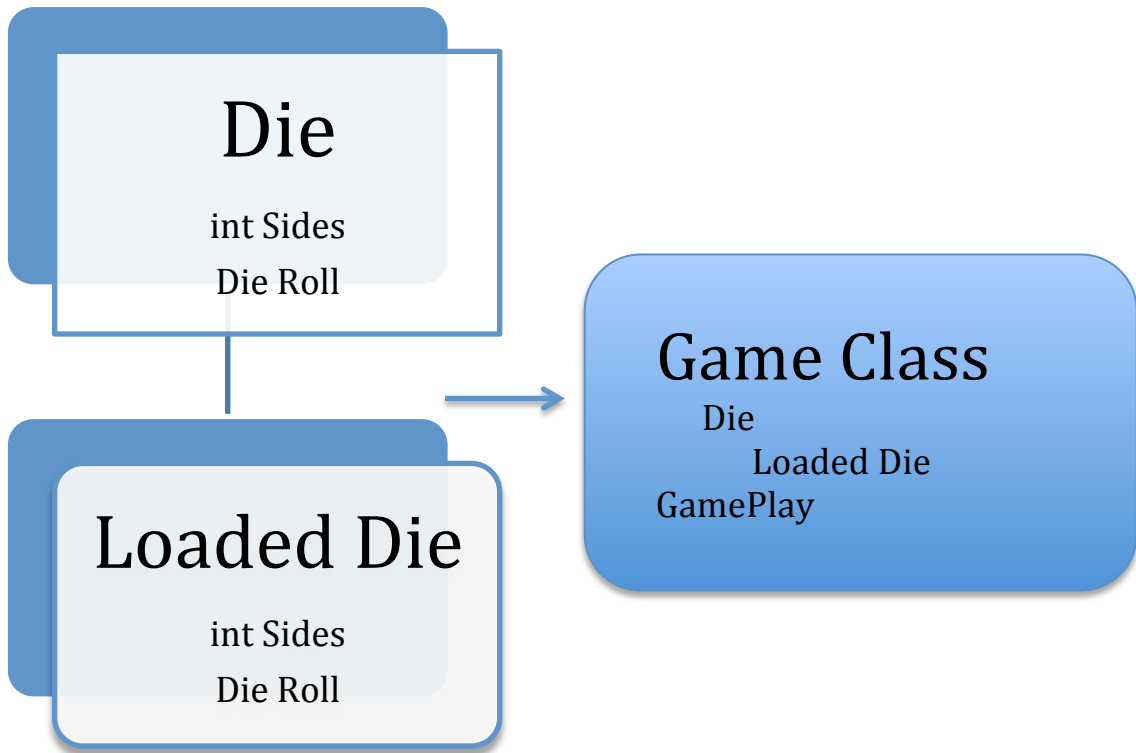 Die
int Sides
Die Roll
Loaded Die
int Sides
Die Roll
Game Class
Die
Loaded Die
GamePlay